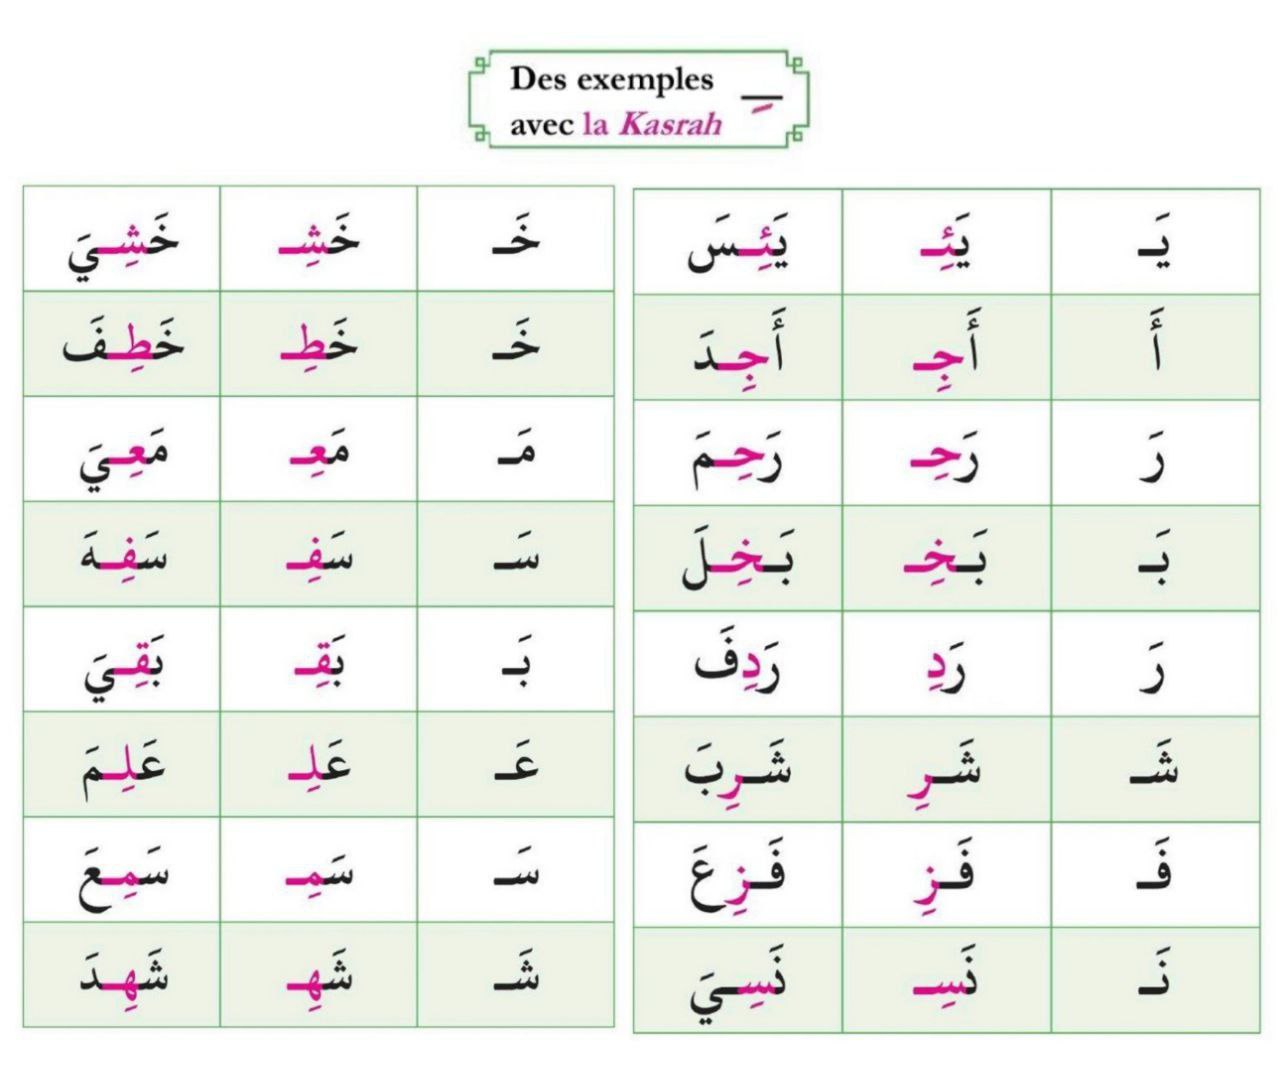 Des exemples ـِ
avec la Kasrah
يَـ يَئِـ يَئِسَ
أَ أَجِـ أَجِدَ
رَ رَحِـ رَحِمَ
بَـ بَخِـ بَخِلَ
رَ رَدِ رَدِفَ
شَـ شَرِ شَرِبَ
فَـ فَزِ فَزِعَ
نَـ نَسِـ نَسِيَ
خَـ خَشِـ خَشِيَ
خَـ خَطِـ خَطِفَ
مَـ مَعِـ مَعِيَ
سَـ سَفِـ سَفِهَ
بَـ بَقِـ بَقِيَ
عَـ عَلِـ عَلِمَ
سَـ سَمِـ سَمِعَ
شَـ شَهِـ شَهِدَ